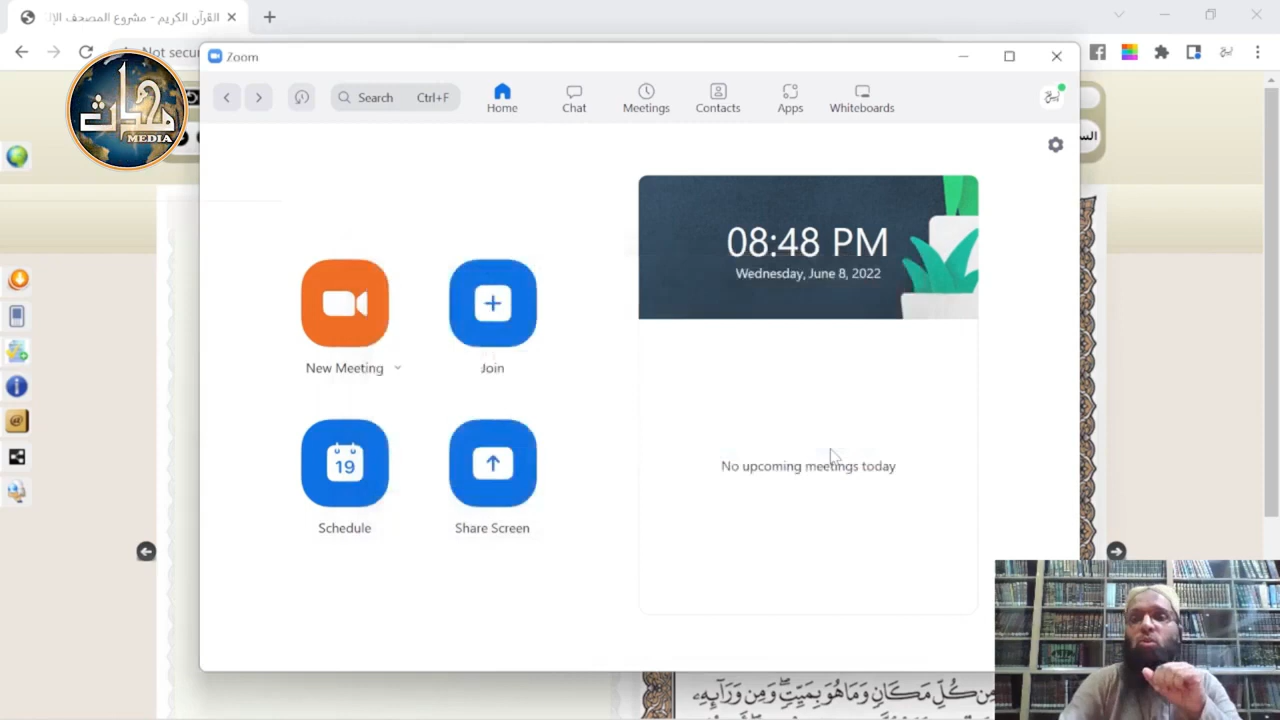 القرآن الكريم - مشروع المصحف الإ
Not secu
MEDIA
Zoom
Search Ctrl+F
Home
Chat
Meetings
Contacts
Apps
Whiteboards
الس
08:48 PM
Wednesday, June 8, 2022
New Meeting
Join
19
Schedule
Share Screen
No upcoming meetings today
مِن كُلِّ مَكَانٍ وَمَا هُوَ بِمَيِّتٍ ۖ وَمِن وَرَآئِهِ